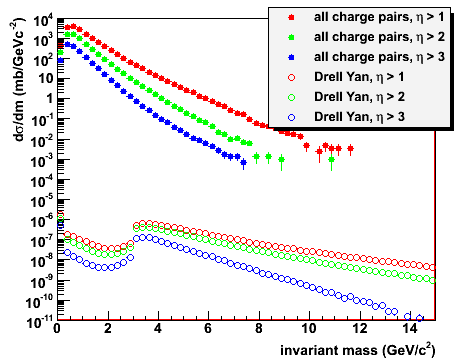 dσ/dm (mb/GeVc⁻²)
10⁴
10³
10²
10
1
10⁻¹
10⁻²
10⁻³
10⁻⁴
10⁻⁵
10⁻⁶
10⁻⁷
10⁻⁸
10⁻⁹
10⁻¹⁰
10⁻¹¹
all charge pairs, η > 1
all charge pairs, η > 2
all charge pairs, η > 3
Drell Yan, η > 1
Drell Yan, η > 2
Drell Yan, η > 3
0 2 4 6 8 10 12 14
invariant mass (GeV/c²)